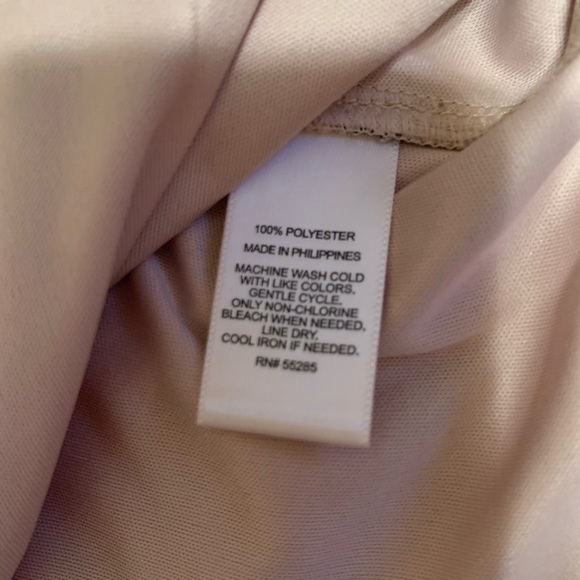 100% POLYESTER
MADE IN PHILIPPINES
MACHINE WASH COLD
WITH LIKE COLORS.
GENTLE CYCLE.
ONLY NON-CHLORINE
BLEACH WHEN NEEDED.
LINE DRY.
COOL IRON IF NEEDED.
RN# 55285